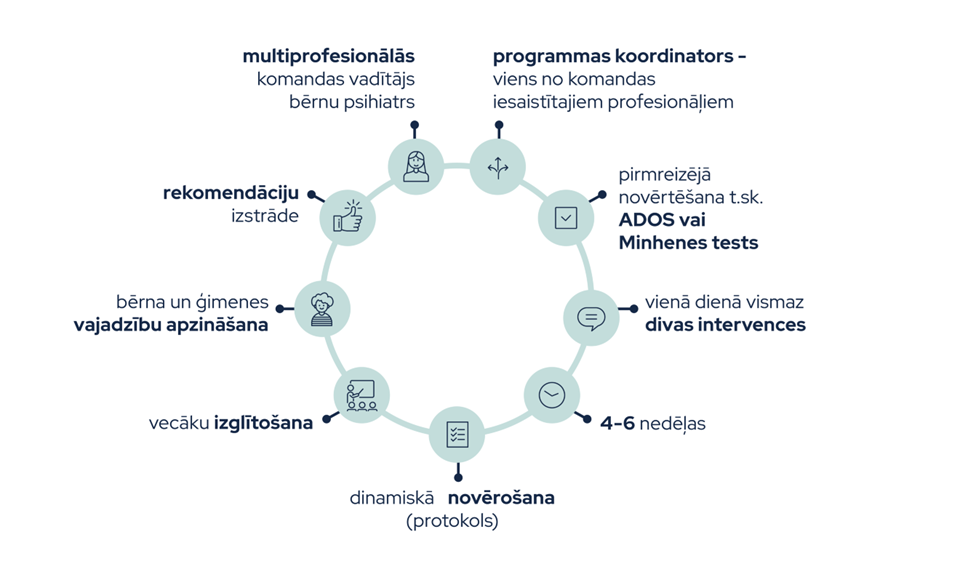 multiprofesionālās
komandas vadītājs
bērnu psihiatrs
programmas koordinators -
viens no komandas
iesaistītajiem profesionāļiem
pirmreizējā
novērtēšana t.sk.
ADOS vai
Minhenes tests
vienā dienā vismaz
divas intervences
4-6 nedēļas
dinamiskā novērošana
(protokols)
vecāku izglītošana
bērna un ģimenes
vajadzību apzināšana
rekomendāciju
izstrāde